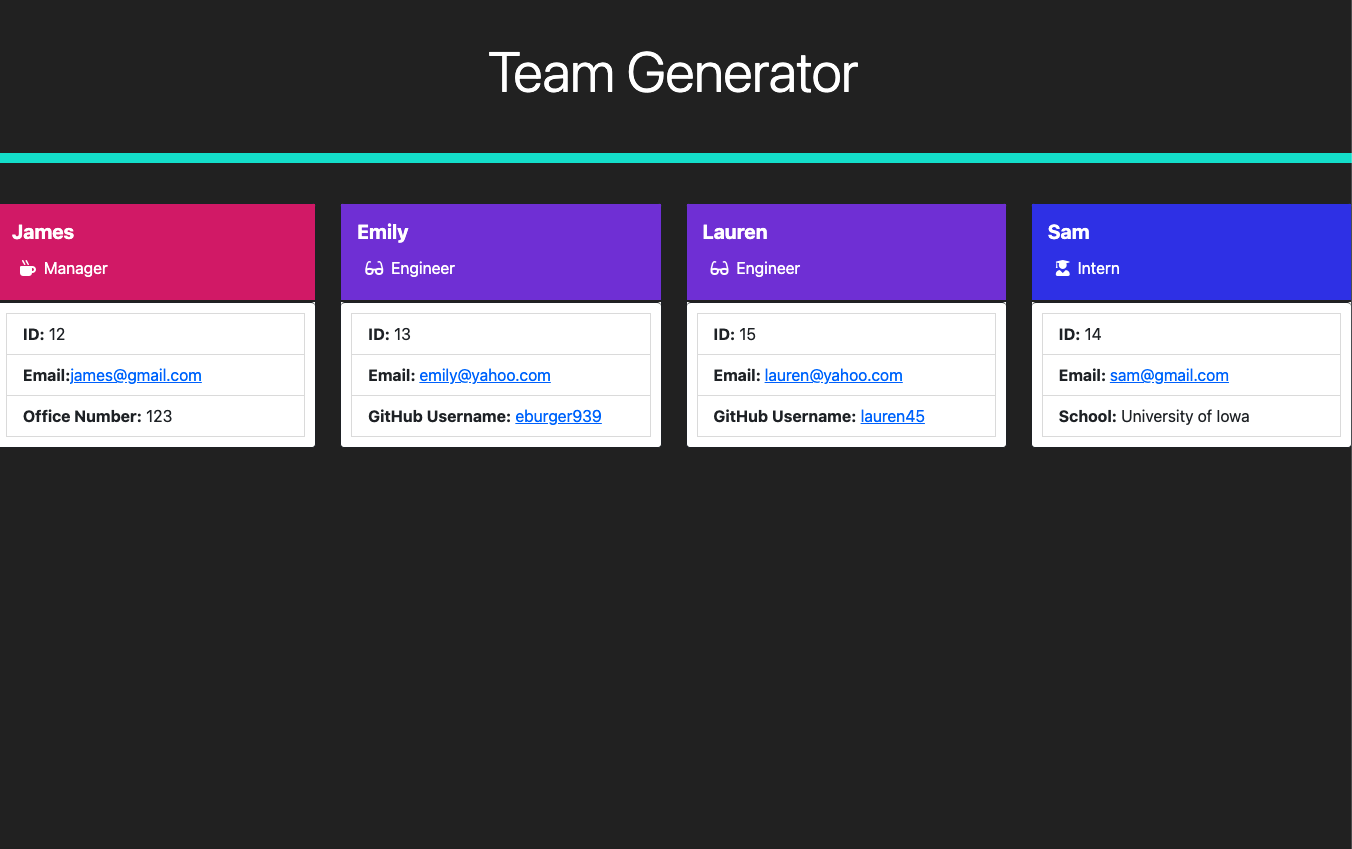 Team Generator
James
Manager
ID: 12
Email:james@gmail.com
Office Number: 123
Emily
Engineer
ID: 13
Email: emily@yahoo.com
GitHub Username: eburger939
Lauren
Engineer
ID: 15
Email: lauren@yahoo.com
GitHub Username: lauren45
Sam
Intern
ID: 14
Email: sam@gmail.com
School: University of Iowa